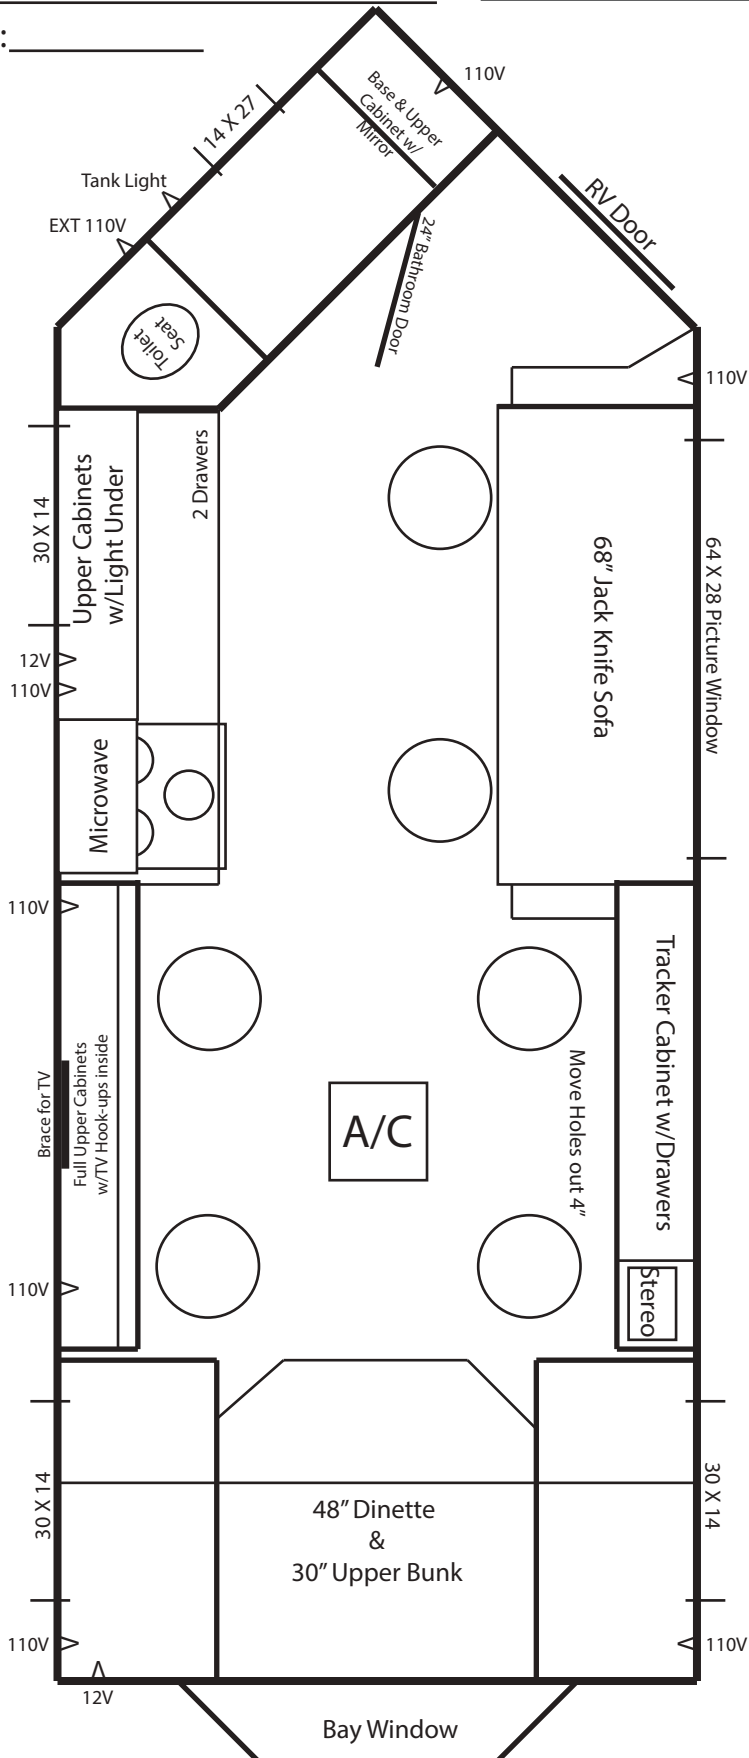 :
110V
Base & Upper
Cabinet w/
Mirror
14 X 27
Tank Light
EXT 110V
RV Door
24” Bathroom Door
Toilet
Seat
110V
2 Drawers
Upper Cabinets
w/Light Under
30 X 14
64 X 28 Picture Window
68” Jack Knife Sofa
12V
110V
Microwave
110V
Tracker Cabinet w/Drawers
Brace for TV
Full Upper Cabinets
w/TV Hook-ups inside
Move Holes out 4”
A/C
110V
Stereo
30 X 14
30 X 14
48” Dinette
&
30” Upper Bunk
110V
110V
12V
Bay Window